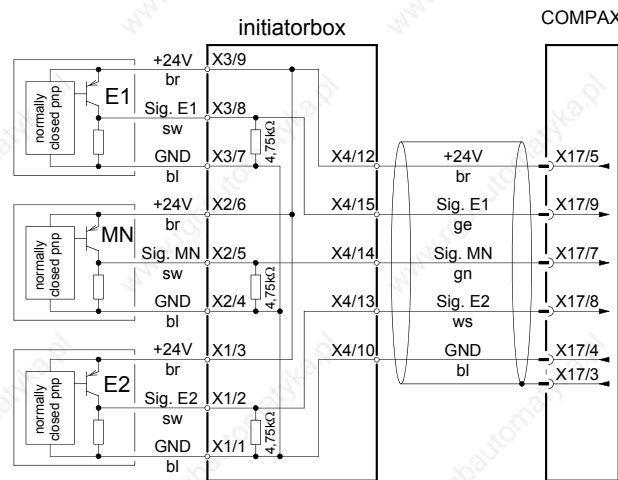 initiatorbox
COMPAX
normally
closed pnp
E1
+24V
br
X3/9
Sig. E1
sw
X3/8
GND
bl
X3/7
4,75kΩ
normally
closed pnp
MN
+24V
br
X2/6
Sig. MN
sw
X2/5
GND
bl
X2/4
4,75kΩ
normally
closed pnp
E2
+24V
br
X1/3
Sig. E2
sw
X1/2
GND
bl
X1/1
4,75kΩ
X4/12
+24V
br
X17/5
X4/15
Sig. E1
ge
X17/9
X4/14
Sig. MN
gn
X17/7
X4/13
Sig. E2
ws
X17/8
X4/10
GND
bl
X17/4
X17/3